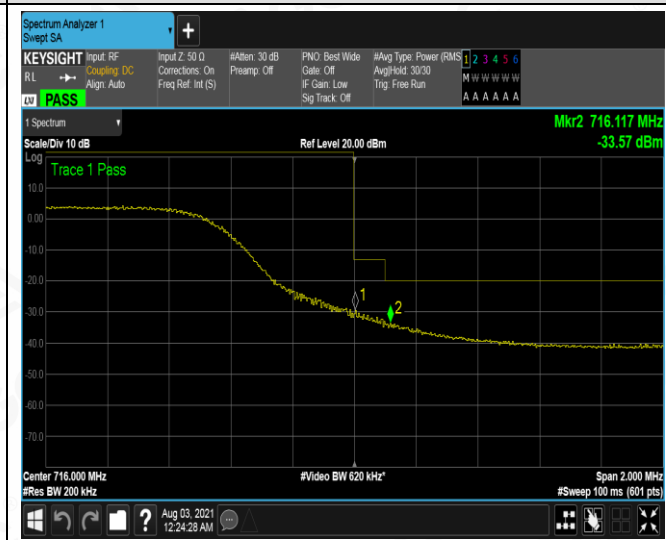 Spectrum Analyzer 1
Swept SA
+
KEYSIGHT
RL
LXI PASS
Input: RF
Coupling: DC
Align: Auto
Input Z: 50 Ω
Corrections: On
Freq Ref: Int (S)
#Atten: 30 dB
Preamp: Off
PNO: Best Wide
Gate: Off
IF Gain: Low
Sig Track: Off
#Avg Type: Power (RMS
Avg|Hold: 30/30
Trig: Free Run
1 2 3 4 5 6
M W W W W W
A A A A A A
1 Spectrum
Scale/Div 10 dB
Ref Level 20.00 dBm
Mkr2 716.117 MHz
-33.57 dBm
Log
Trace 1 Pass
10.0
0.00
-10.0
-20.0
-30.0
-40.0
-50.0
-60.0
-70.0
1
2
Center 716.000 MHz
#Res BW 200 kHz
#Video BW 620 kHz*
Span 2.000 MHz
#Sweep 100 ms (601 pts)
?
Aug 03, 2021
12:24:28 AM